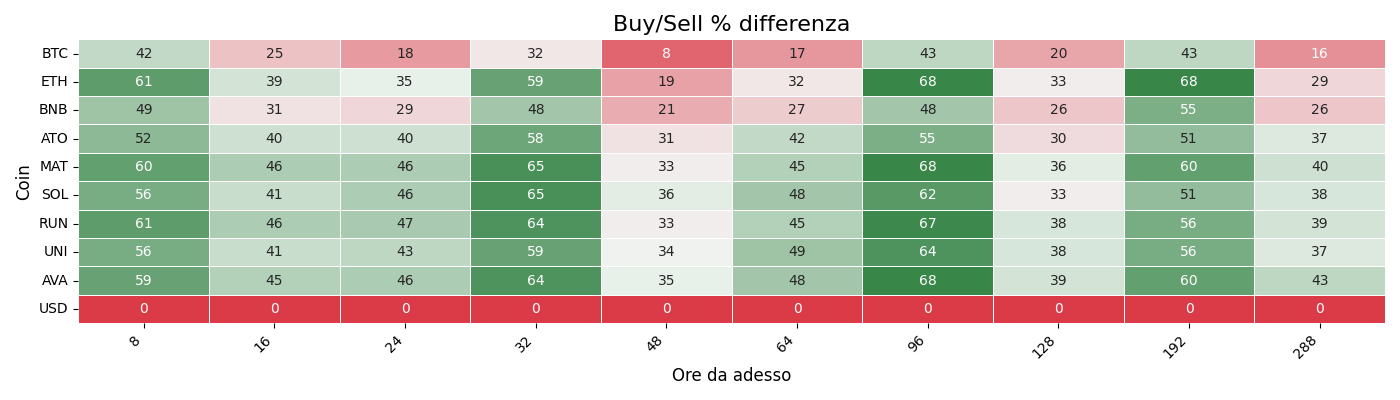 Buy/Sell % differenza
Coin
BTC 42 25 18 32 8 17 43 20 43 16
ETH 61 39 35 59 19 32 68 33 68 29
BNB 49 31 29 48 21 27 48 26 55 26
ATO 52 40 40 58 31 42 55 30 51 37
MAT 60 46 46 65 33 45 68 36 60 40
SOL 56 41 46 65 36 48 62 33 51 38
RUN 61 46 47 64 33 45 67 38 56 39
UNI 56 41 43 59 34 49 64 38 56 37
AVA 59 45 46 64 35 48 68 39 60 43
USD 0 0 0 0 0 0 0 0 0 0
8 16 24 32 48 64 96 128 192 288
Ore da adesso